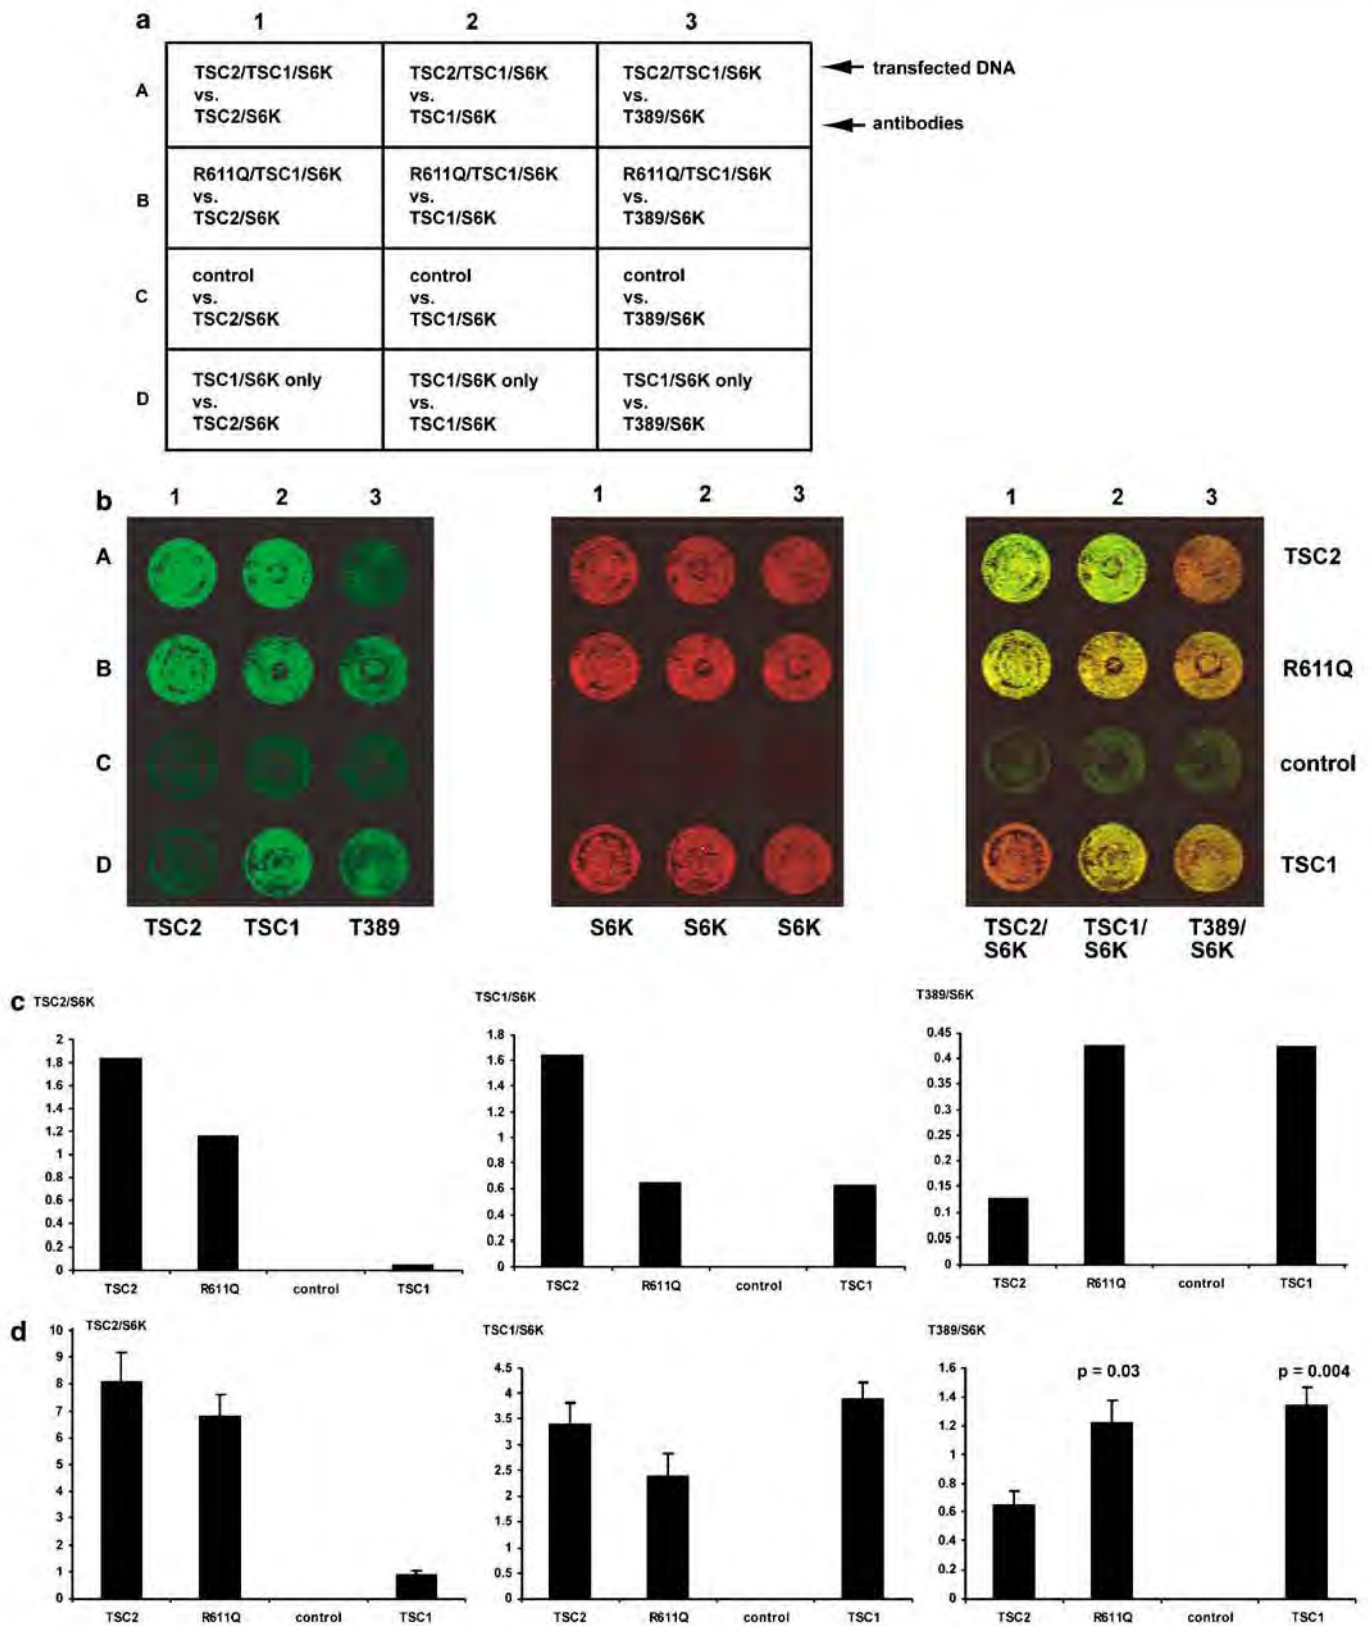 a 1 2 3
A
TSC2/TSC1/S6K
vs.
TSC2/S6K
TSC2/TSC1/S6K
vs.
TSC1/S6K
TSC2/TSC1/S6K
vs.
T389/S6K
transfected DNA
antibodies
B
R611Q/TSC1/S6K
vs.
TSC2/S6K
R611Q/TSC1/S6K
vs.
TSC1/S6K
R611Q/TSC1/S6K
vs.
T389/S6K
C
control
vs.
TSC2/S6K
control
vs.
TSC1/S6K
control
vs.
T389/S6K
D
TSC1/S6K only
vs.
TSC2/S6K
TSC1/S6K only
vs.
TSC1/S6K
TSC1/S6K only
vs.
T389/S6K
b 1 2 3 1 2 3 1 2 3
A TSC2
B R611Q
C control
D TSC1
TSC2 TSC1 T389
S6K S6K S6K
TSC2/ TSC1/ T389/
S6K S6K S6K
c TSC2/S6K
2
1.8
1.6
1.4
1.2
1
0.8
0.6
0.4
0.2
0
TSC2 R611Q control TSC1
TSC1/S6K
1.8
1.6
1.4
1.2
1
0.8
0.6
0.4
0.2
0
TSC2 R611Q control TSC1
T389/S6K
0.45
0.4
0.35
0.3
0.25
0.2
0.15
0.1
0.05
0
TSC2 R611Q control TSC1
d TSC2/S6K
10
9
8
7
6
5
4
3
2
1
0
TSC2 R611Q control TSC1
TSC1/S6K
4.5
4
3.5
3
2.5
2
1.5
1
0.5
0
TSC2 R611Q control TSC1
T389/S6K
p = 0.03 p = 0.004
1.6
1.4
1.2
1
0.8
0.6
0.4
0.2
0
TSC2 R611Q control TSC1